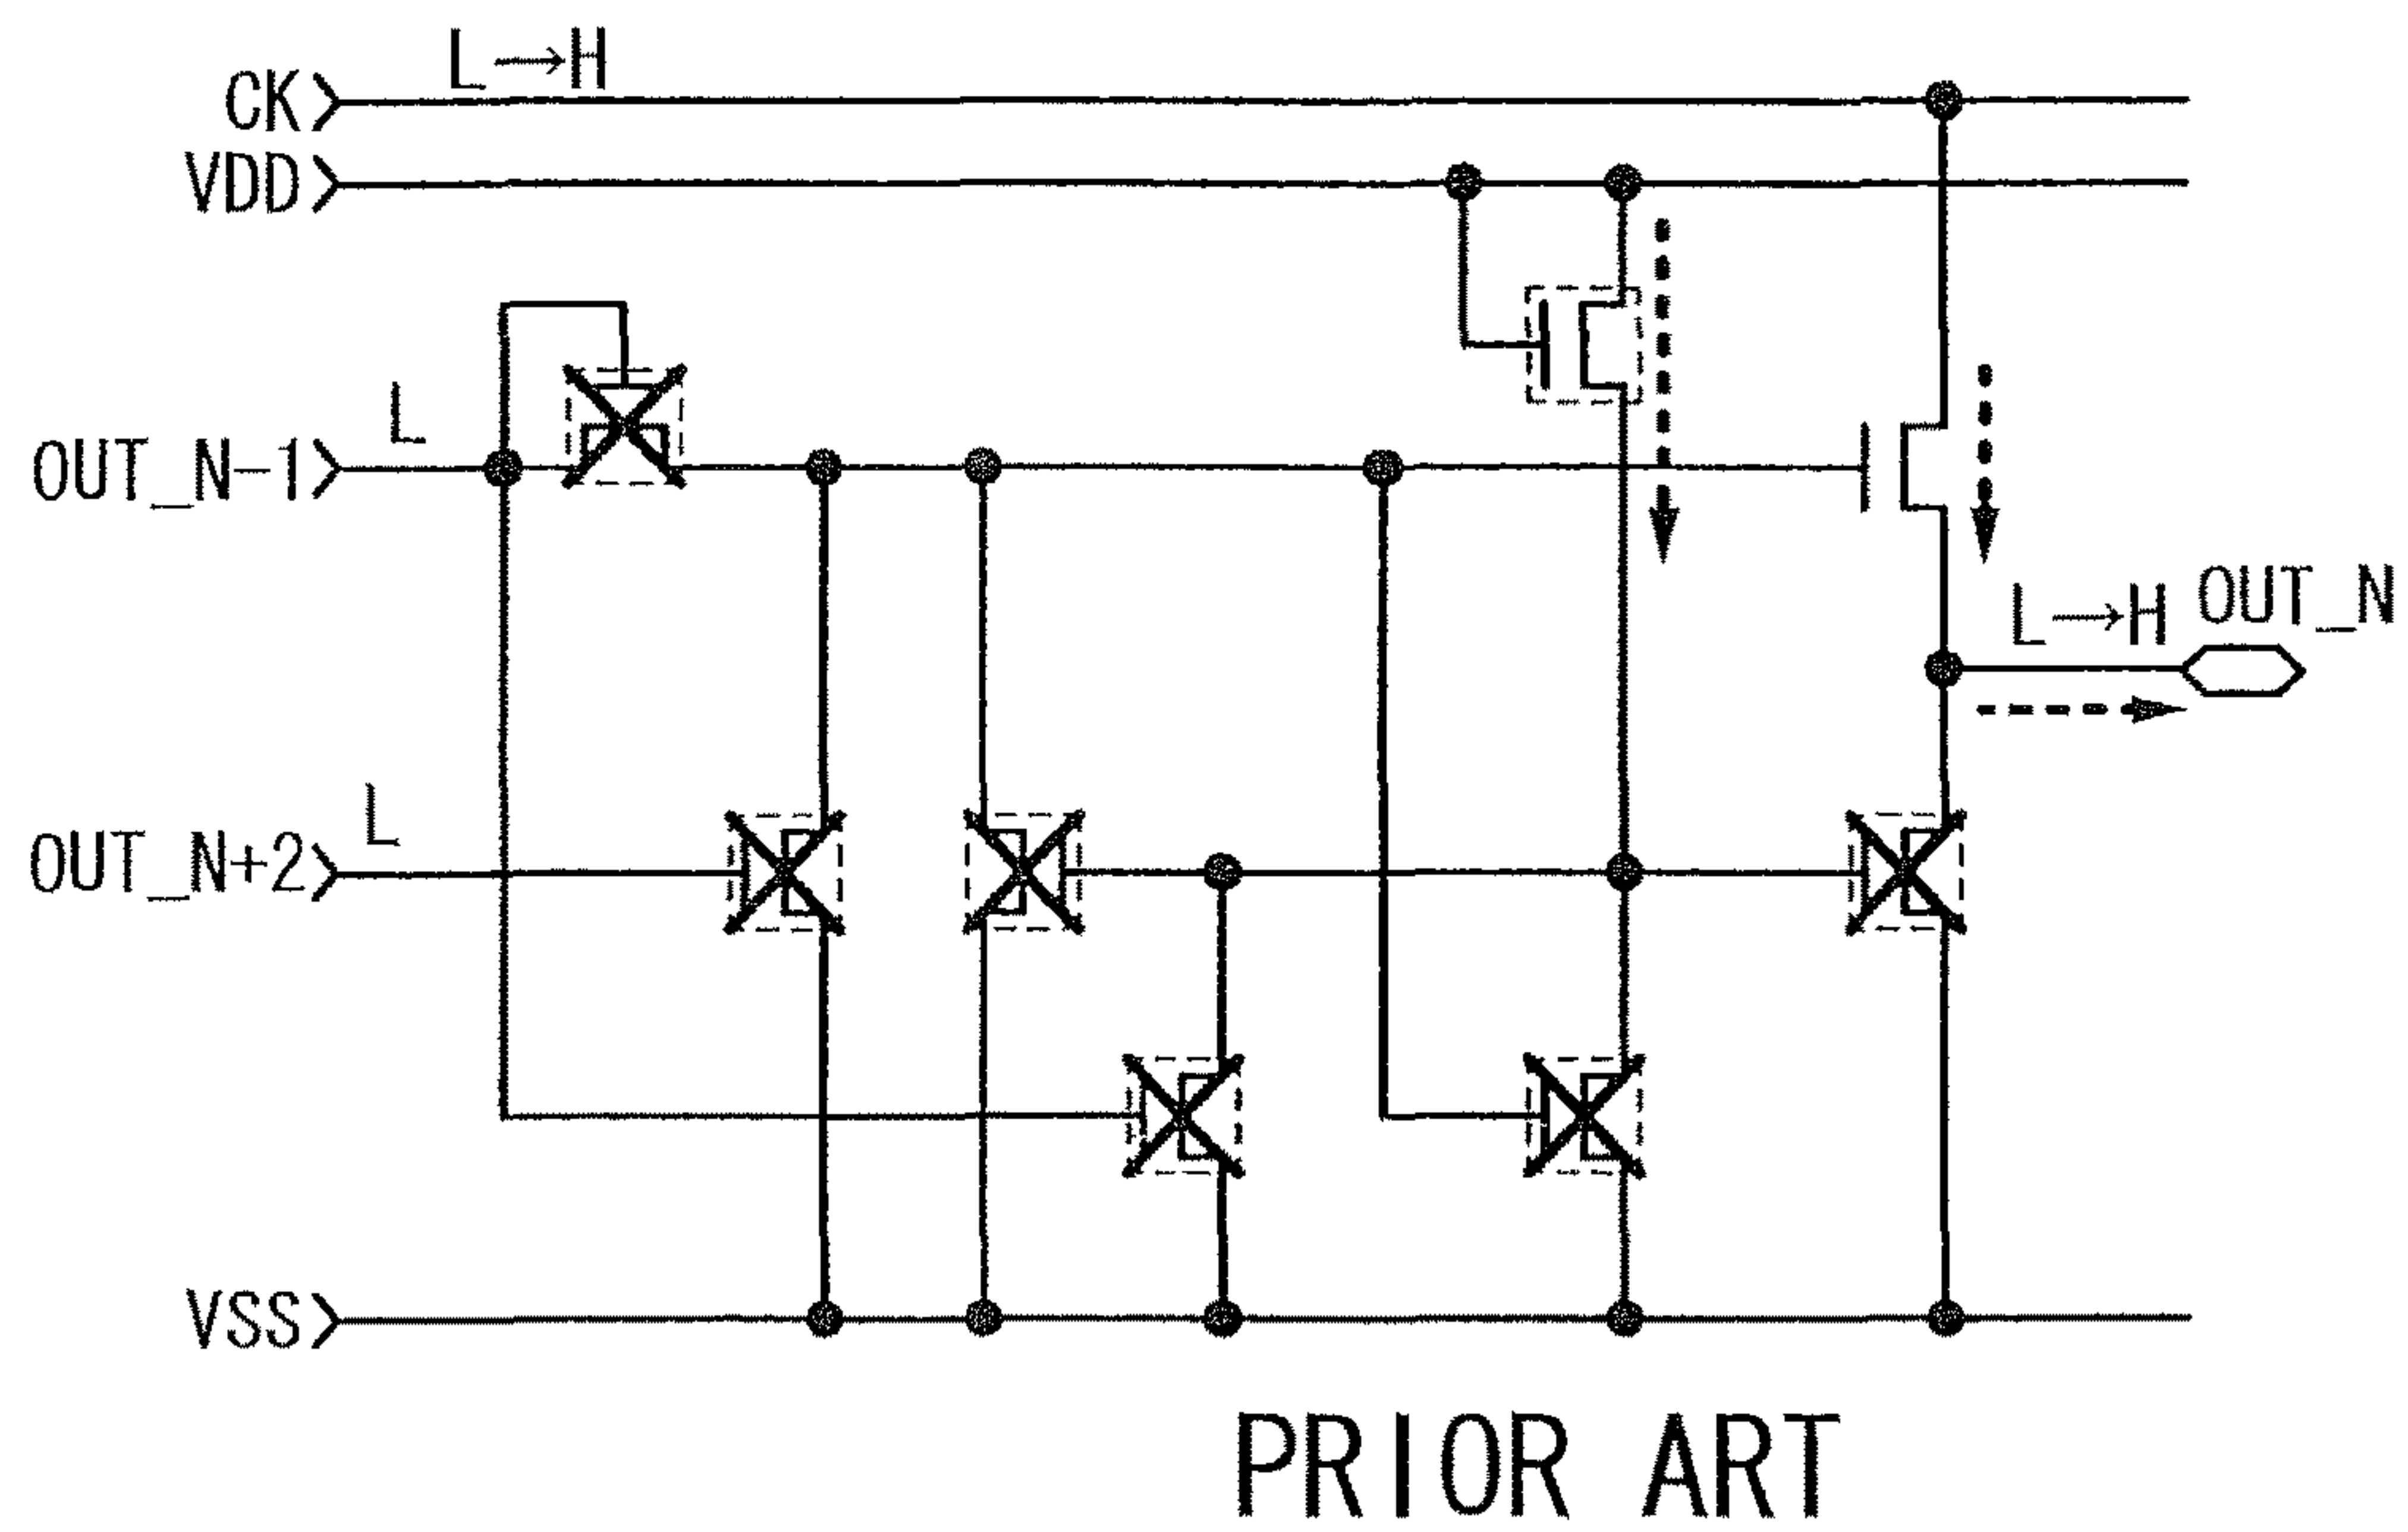 L→H
CK
VDD
L
OUT_N-1
L→H
OUT_N
L
OUT_N+2
VSS
PRIOR ART